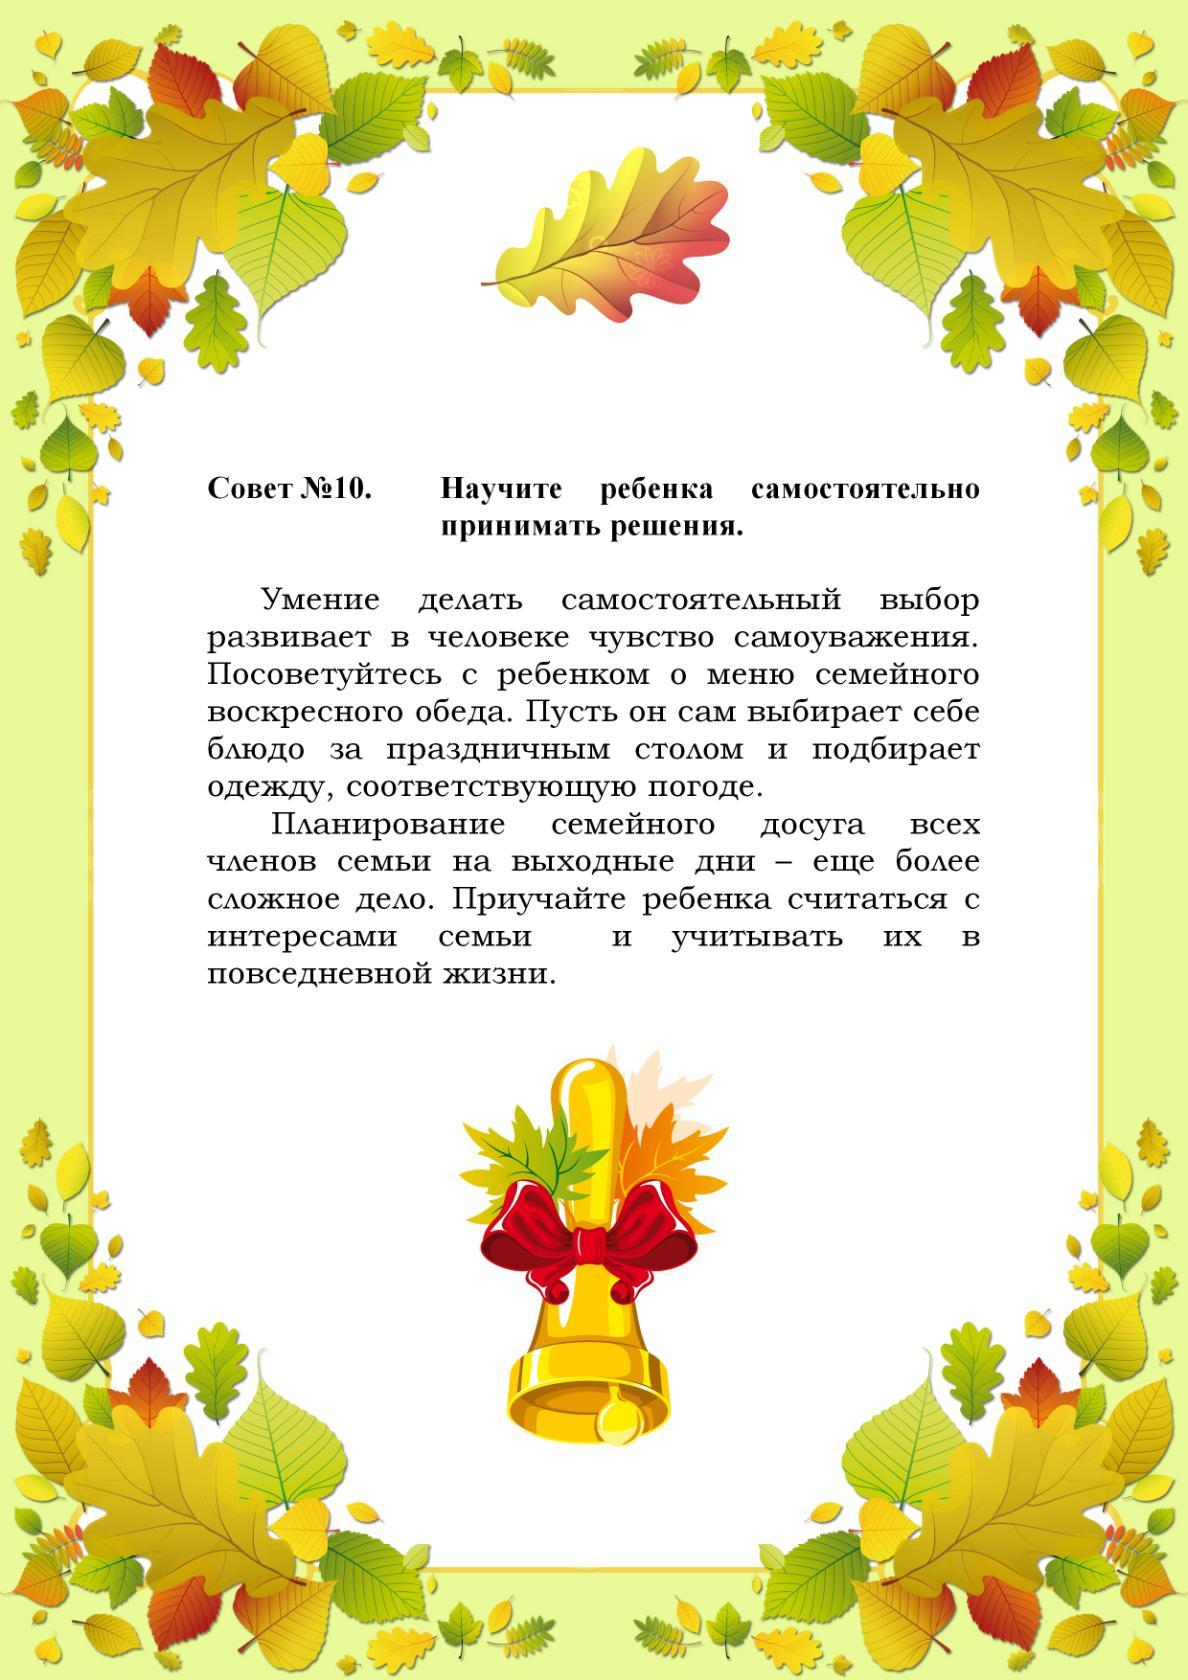 Совет №10. Научите ребенка самостоятельно
принимать решения.
Умение делать самостоятельный выбор
развивает в человеке чувство самоуважения.
Посоветуйтесь с ребенком о меню семейного
воскресного обеда. Пусть он сам выбирает себе
блюдо за праздничным столом и подбирает
одежду, соответствующую погоде.
Планирование семейного досуга всех
членов семьи на выходные дни – еще более
сложное дело. Приучайте ребенка считаться с
интересами семьи и учитывать их в
повседневной жизни.